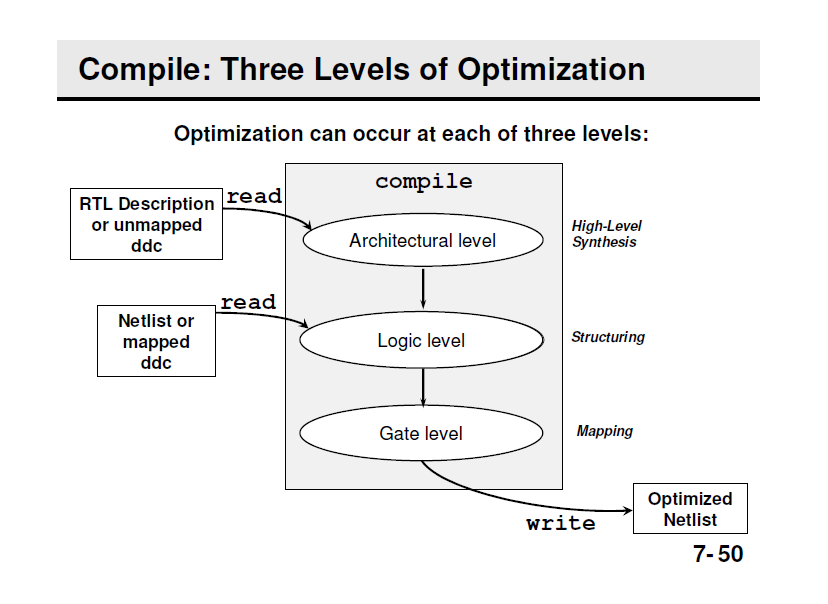 Compile: Three Levels of Optimization
Optimization can occur at each of three levels:
compile
RTL Description
or unmapped
ddc
read
Architectural level
High-Level
Synthesis
read
Netlist or
mapped
ddc
Logic level
Structuring
Gate level
Mapping
write
Optimized
Netlist
7- 50